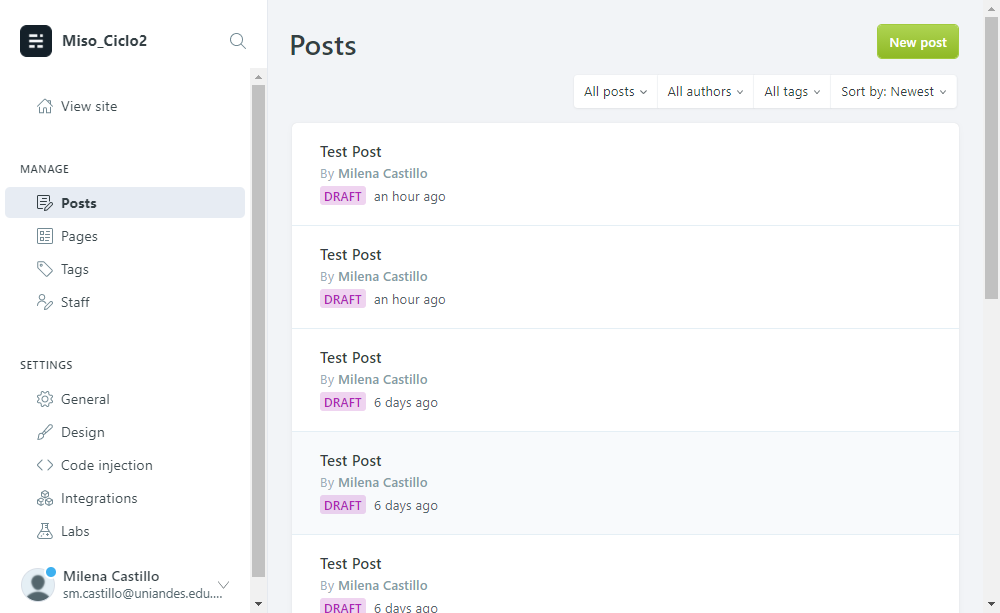 Miso_Ciclo2
View site
MANAGE
Posts
Pages
Tags
Staff
SETTINGS
General
Design
Code injection
Integrations
Labs
Milena Castillo
sm.castillo@uniandes.edu....
Posts
New post
All posts
All authors
All tags
Sort by: Newest
Test Post
By Milena Castillo
DRAFT an hour ago
Test Post
By Milena Castillo
DRAFT an hour ago
Test Post
By Milena Castillo
DRAFT 6 days ago
Test Post
By Milena Castillo
DRAFT 6 days ago
Test Post
By Milena Castillo
DRAFT 6 days ago